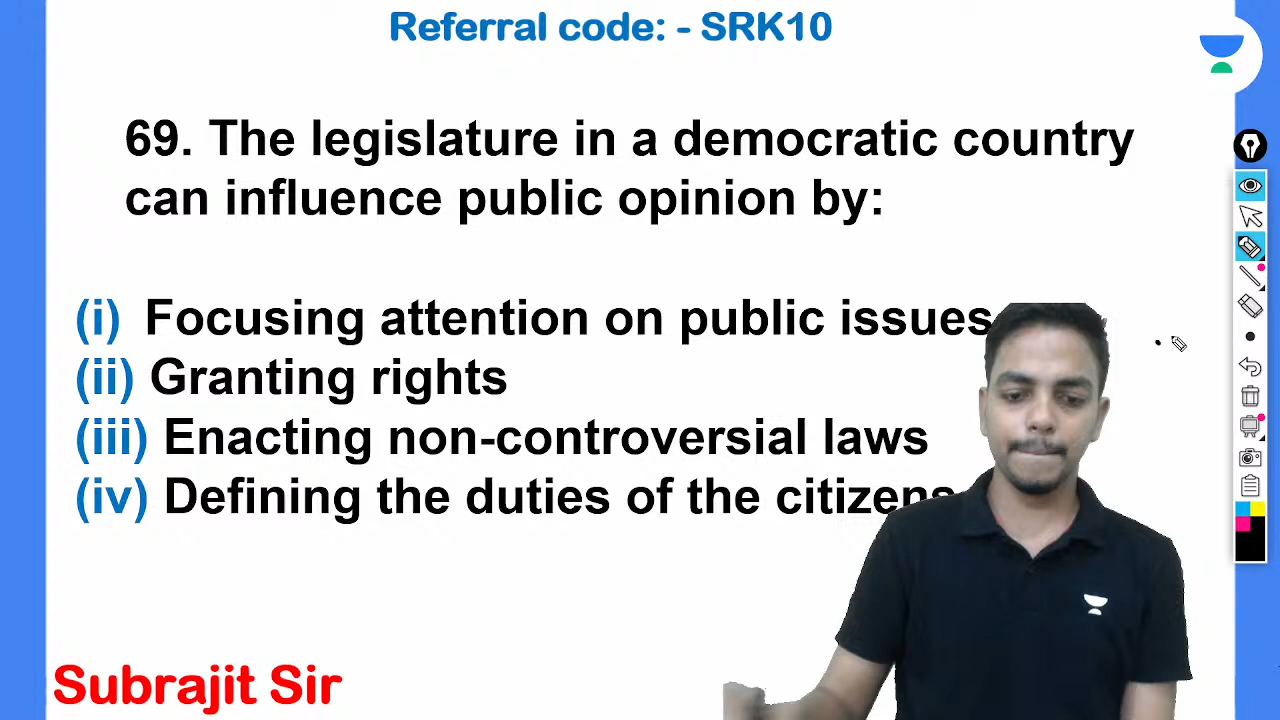 Referral code: - SRK10
69. The legislature in a democratic country
can influence public opinion by:
(i) Focusing attention on public issues
(ii) Granting rights
(iii) Enacting non-controversial laws
(iv) Defining the duties of the citizens
Subrajit Sir